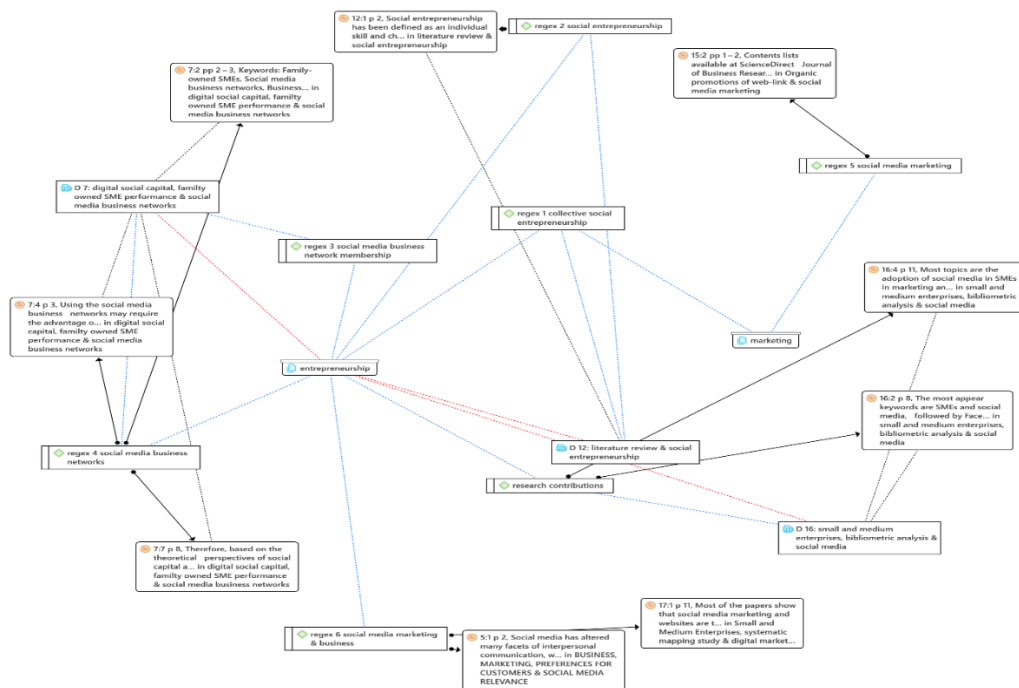 12:1 p 2, Social entrepreneurship
has been defined as an individual
skill and ch... in literature review &
social entrepreneurship
regex 2 social entrepreneurship
15:2 pp 1 – 2, Contents lists
available at ScienceDirect Journal
of Business Resear... in Organic
promotions of web-link & social
media marketing
7:2 pp 2 – 3, Keywords: Family-
owned SMEs, Social media
business networks, Business... in
digital social capital, familty
owned SME performance & social
media business networks
regex 5 social media marketing
D 7: digital social capital, familty
owned SME performance & social
media business networks
regex 1 collective social
entrepreneurship
regex 3 social media business
network membership
16:4 p 11, Most topics are the
adoption of social media in SMEs
in marketing an... in small and
medium enterprises, bibliometric
analysis & social media
7:4 p 3, Using the social media
business networks may require
the advantage o... in digital social
capital, familty owned SME
performance & social media
business networks
marketing
entrepreneurship
16:2 p 8, The most appear
keywords are SMEs and social
media, followed by Face... in
small and medium enterprises,
bibliometric analysis & social
media
regex 4 social media business
networks
D 12: literature review & social
entrepreneurship
research contributions
D 16: small and medium
enterprises, bibliometric analysis &
social media
7:7 p 8, Therefore, based on the
theoretical perspectives of social
capital a... in digital social capital,
familty owned SME performance
& social media business networks
17:1 p 11, Most of the papers show
that social media marketing and
websites are t... in Small and
Medium Enterprises, systematic
mapping study & digital market...
regex 6 social media marketing
& business
5:1 p 2, Social media has altered
many facets of interpersonal
communication, w... in BUSINESS,
MARKETING, PREFERENCES FOR
CUSTOMERS & SOCIAL MEDIA
RELEVANCE